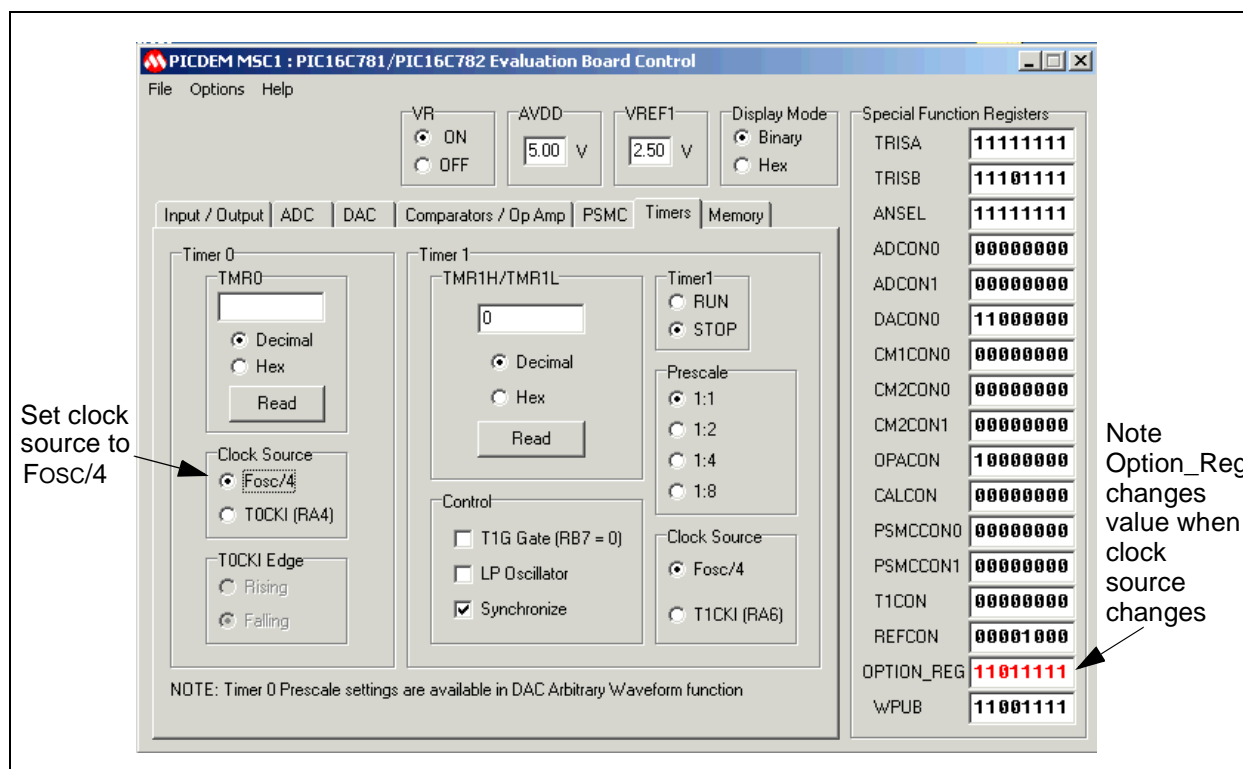 PICDEM MSC1 : PIC16C781/PIC16C782 Evaluation Board Control
File Options Help
VR
ON
OFF
AVDD
5.00 V
VREF1
2.50 V
Display Mode
Binary
Hex
Input / Output ADC DAC Comparators / Op Amp PSMC Timers Memory
Timer 0
TMR0
Decimal
Hex
Read
Clock Source
Fosc/4
T0CKI (RA4)
T0CKI Edge
Rising
Falling
Timer 1
TMR1H/TMR1L
0
Decimal
Hex
Read
Control
T1G Gate (RB7 = 0)
LP Oscillator
Synchronize
Timer1
RUN
STOP
Prescale
1:1
1:2
1:4
1:8
Clock Source
Fosc/4
T1CKI (RA6)
NOTE: Timer 0 Prescale settings are available in DAC Arbitrary Waveform function
Special Function Registers
TRISA 11111111
TRISB 11101111
ANSEL 11111111
ADCON0 00000000
ADCON1 00000000
DACON0 11000000
CM1CON0 00000000
CM2CON0 00000000
CM2CON1 00000000
OPACON 10000000
CALCON 00000000
PSMCCON0 00000000
PSMCCON1 00000000
T1CON 00000000
REFCON 00001000
OPTION_REG 11011111
WPUB 11001111
Set clock
source to
FOSC/4
Note
Option_Reg
changes
value when
clock
source
changes